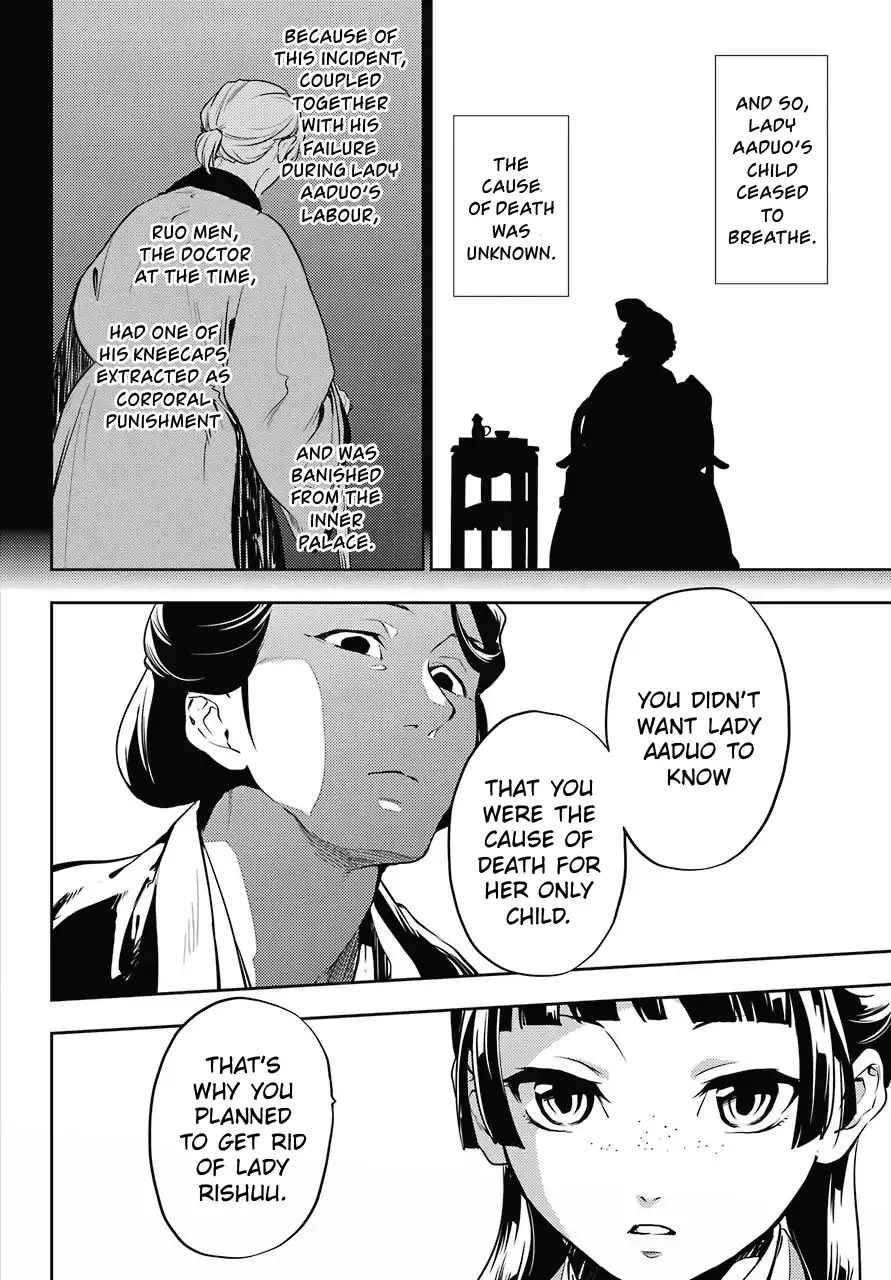 AND SO,
LADY
AADUO'S
CHILD
CEASED
TO
BREATHE.
THE
CAUSE
OF DEATH
WAS
UNKNOWN.
BECAUSE OF
THIS INCIDENT,
COUPLED
TOGETHER
WITH HIS
FAILURE
DURING LADY
AADUO'S
LABOUR,
RUO MEN,
THE DOCTOR
AT THE TIME,
HAD ONE OF
HIS KNEECAPS
EXTRACTED AS
CORPORAL
PUNISHMENT
AND WAS
BANISHED
FROM THE
INNER
PALACE.
YOU DIDN'T
WANT LADY
AADUO TO
KNOW
THAT YOU
WERE THE
CAUSE OF
DEATH FOR
HER ONLY
CHILD.
THAT'S
WHY YOU
PLANNED
TO GET RID
OF LADY
RISHUU.